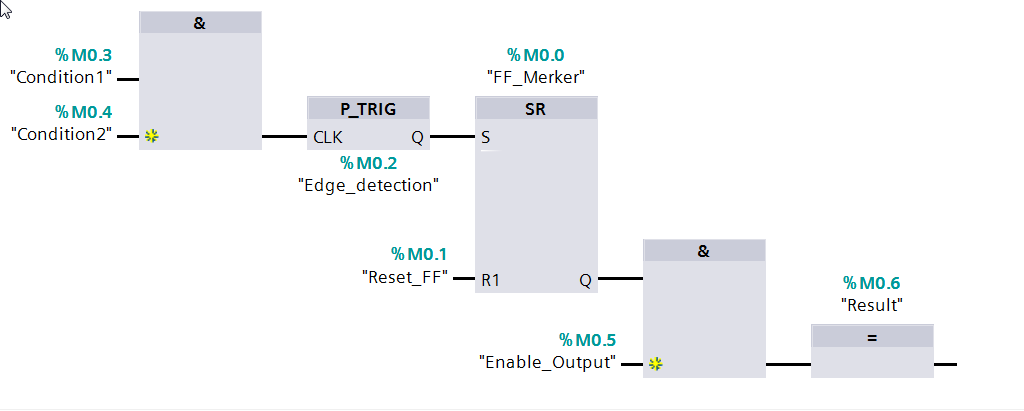 &
%M0.3
"Condition1"
%M0.4
"Condition2"
P_TRIG
CLK Q
%M0.2
"Edge_detection"
%M0.0
"FF_Merker"
SR
S
%M0.1
"Reset_FF"
R1 Q
&
%M0.5
"Enable_Output"
%M0.6
"Result"
=